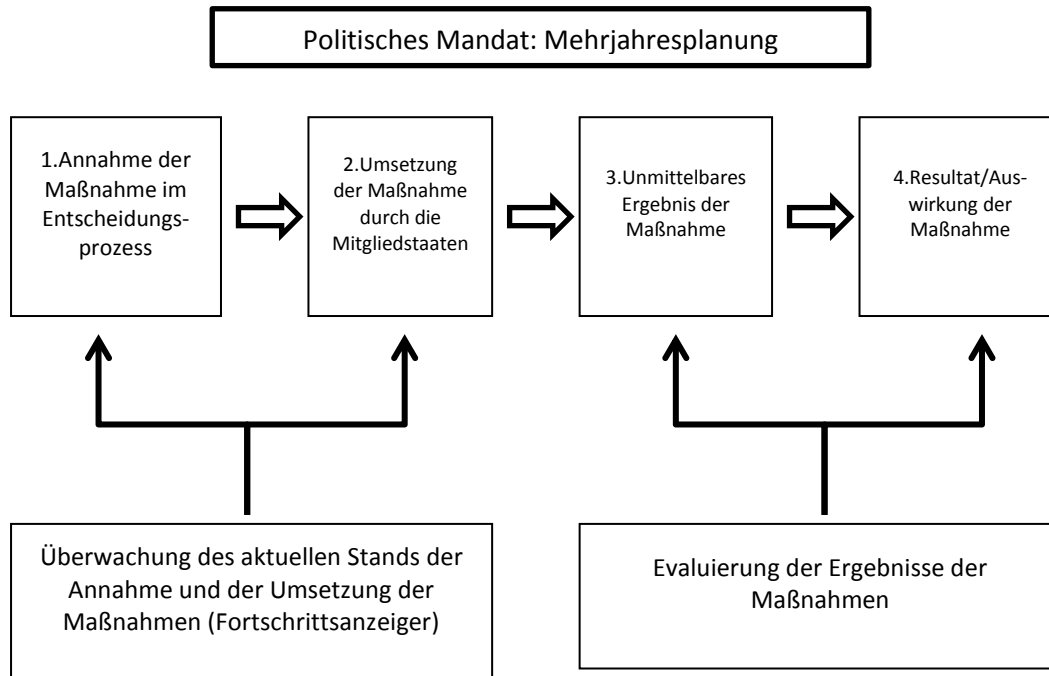 Politisches Mandat: Mehrjahresplanung
1.Annahme der
Maßnahme im
Entscheidungs-
prozess
2.Umsetzung
der Maßnahme
durch die
Mitgliedstaaten
3.Unmittelbares
Ergebnis der
Maßnahme
4.Resultat/Aus-
wirkung der
Maßnahme
Überwachung des aktuellen Stands der
Annahme und der Umsetzung der
Maßnahmen (Fortschrittsanzeiger)
Evaluierung der Ergebnisse der
Maßnahmen